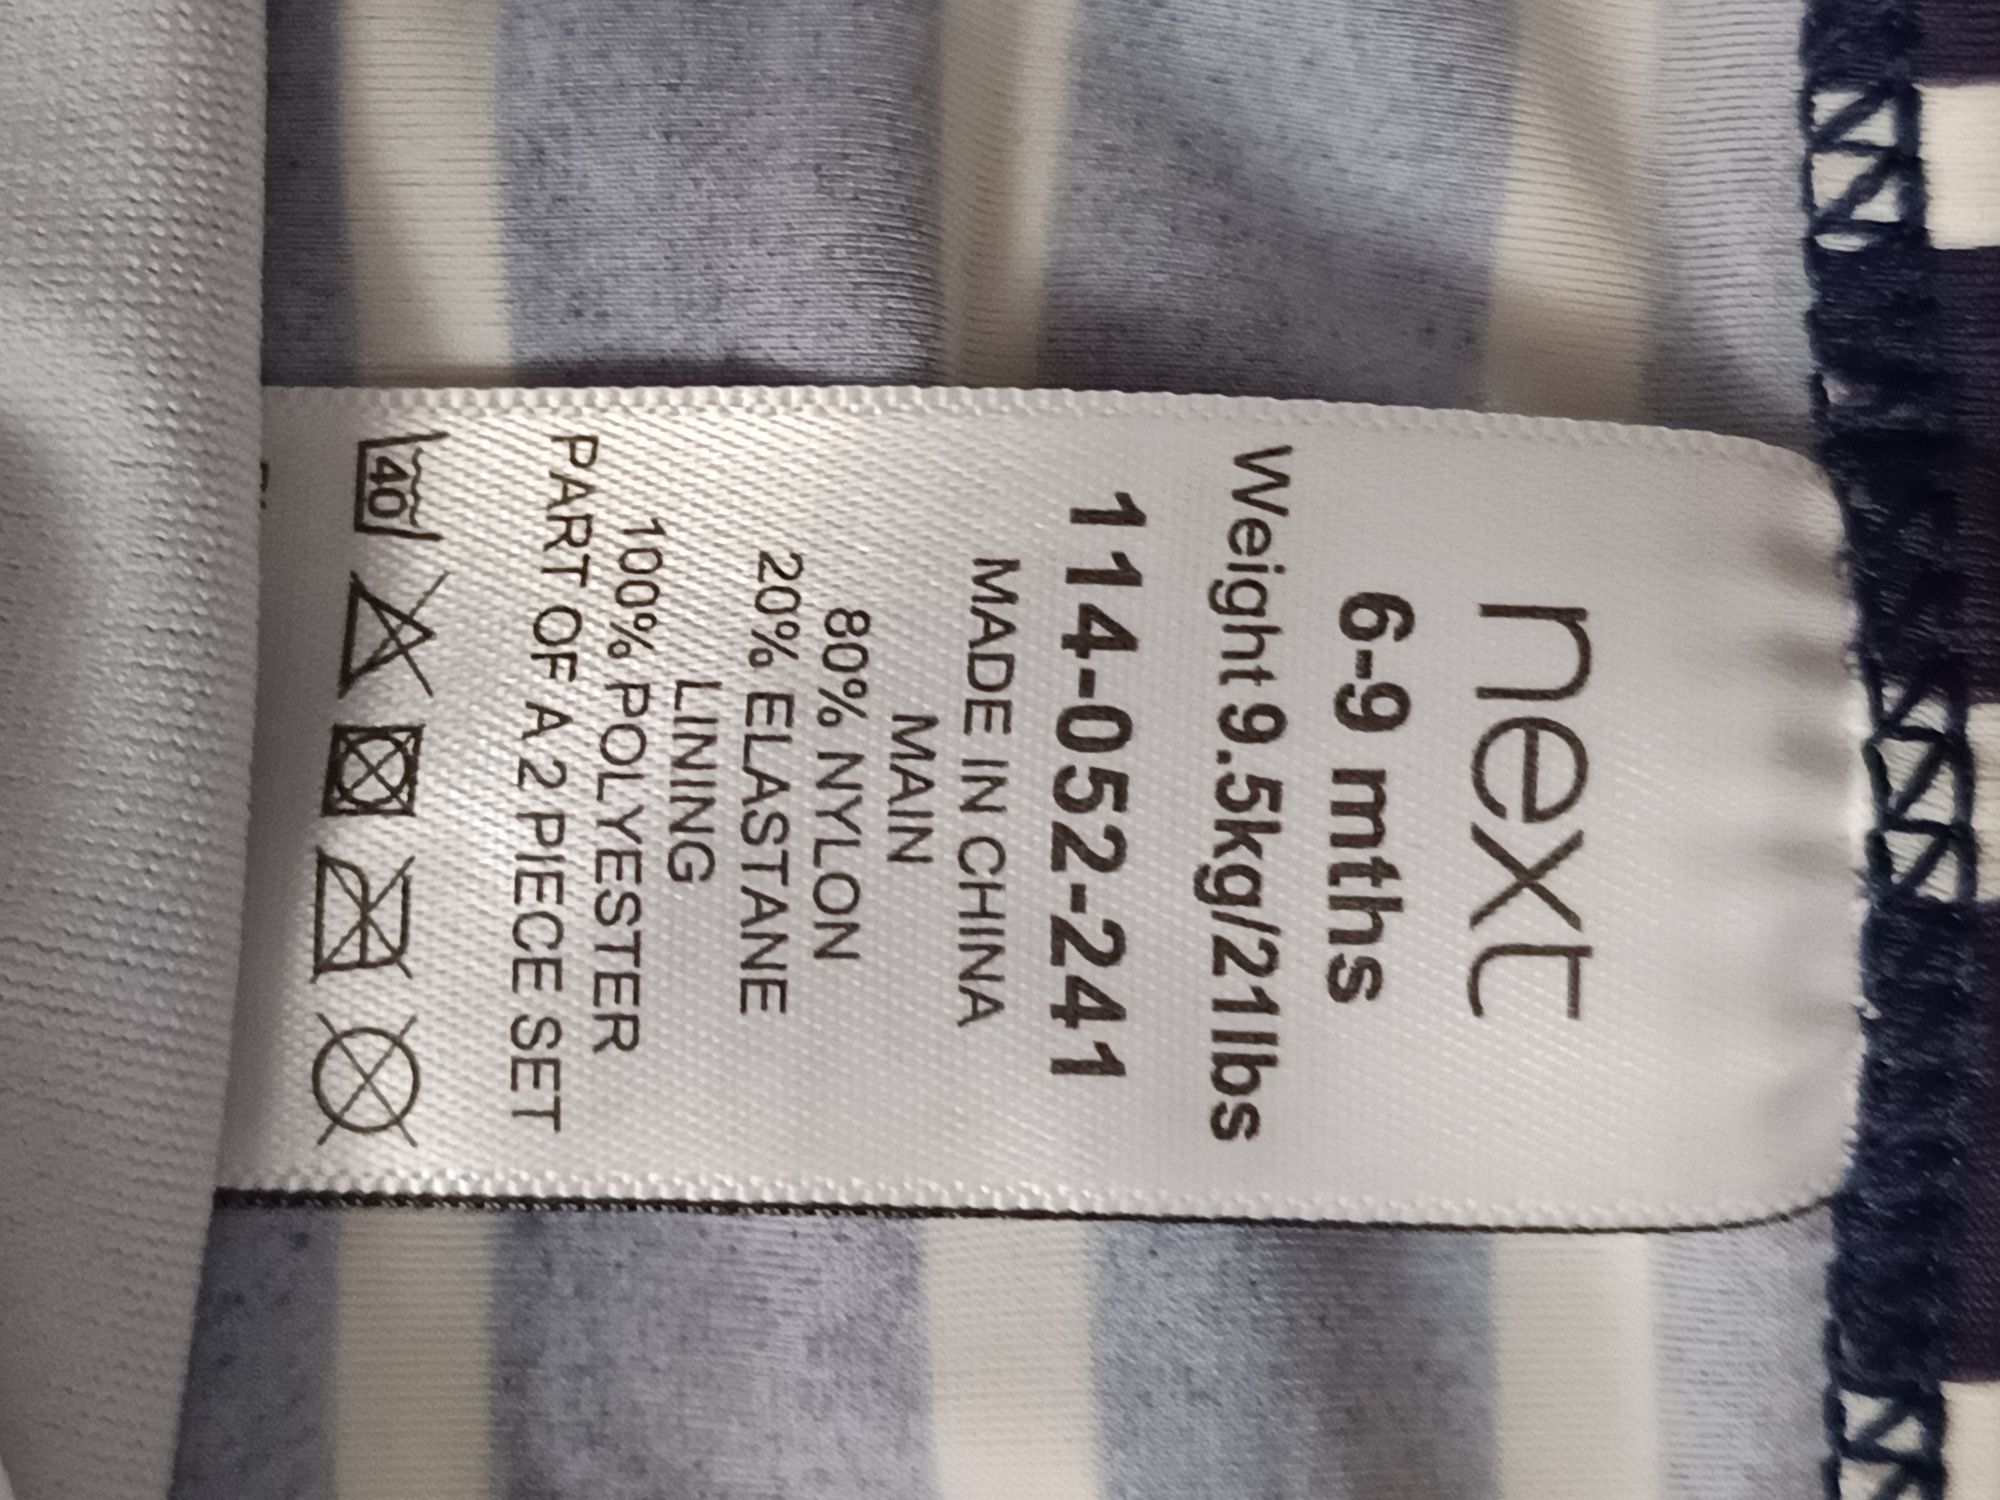 next
6-9 mths
Weight 9.5kg/21lbs
114-052-241
MADE IN CHINA
MAIN
80% NYLON
20% ELASTANE
LINING
100% POLYESTER
PART OF A 2 PIECE SET
40